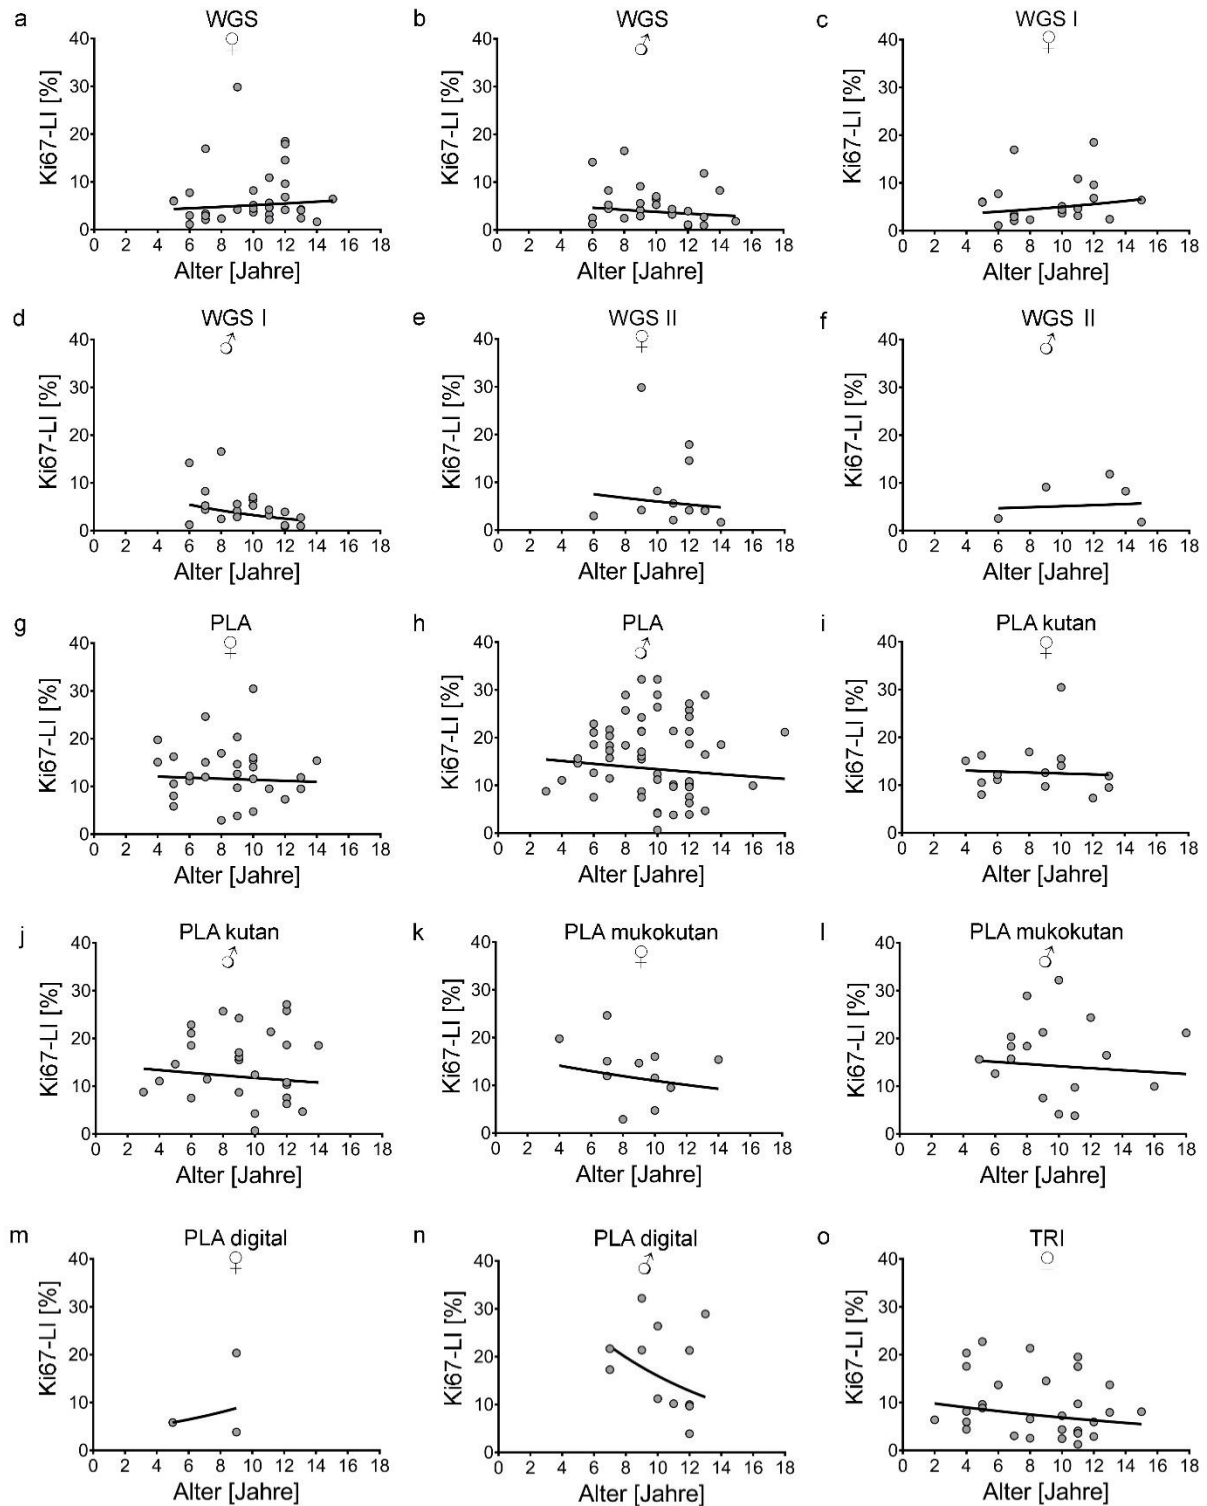 a
WGS
♀
Ki67-LI [%]
40
30
20
10
0
0 2 4 6 8 10 12 14 16 18
Alter [Jahre]
b
WGS
♂
Ki67-LI [%]
40
30
20
10
0
0 2 4 6 8 10 12 14 16 18
Alter [Jahre]
c
WGS I
♀
Ki67-LI [%]
40
30
20
10
0
0 2 4 6 8 10 12 14 16 18
Alter [Jahre]
d
WGS I
♂
Ki67-LI [%]
40
30
20
10
0
0 2 4 6 8 10 12 14 16 18
Alter [Jahre]
e
WGS II
♀
Ki67-LI [%]
40
30
20
10
0
0 2 4 6 8 10 12 14 16 18
Alter [Jahre]
f
WGS II
♂
Ki67-LI [%]
40
30
20
10
0
0 2 4 6 8 10 12 14 16 18
Alter [Jahre]
g
PLA
♀
Ki67-LI [%]
40
30
20
10
0
0 2 4 6 8 10 12 14 16 18
Alter [Jahre]
h
PLA
♂
Ki67-LI [%]
40
30
20
10
0
0 2 4 6 8 10 12 14 16 18
Alter [Jahre]
i
PLA kutan
♀
Ki67-LI [%]
40
30
20
10
0
0 2 4 6 8 10 12 14 16 18
Alter [Jahre]
j
PLA kutan
♂
Ki67-LI [%]
40
30
20
10
0
0 2 4 6 8 10 12 14 16 18
Alter [Jahre]
k
PLA mukokutan
♀
Ki67-LI [%]
40
30
20
10
0
0 2 4 6 8 10 12 14 16 18
Alter [Jahre]
l
PLA mukokutan
♂
Ki67-LI [%]
40
30
20
10
0
0 2 4 6 8 10 12 14 16 18
Alter [Jahre]
m
PLA digital
♀
Ki67-LI [%]
40
30
20
10
0
0 2 4 6 8 10 12 14 16 18
Alter [Jahre]
n
PLA digital
♂
Ki67-LI [%]
40
30
20
10
0
0 2 4 6 8 10 12 14 16 18
Alter [Jahre]
o
TRI
♀
Ki67-LI [%]
40
30
20
10
0
0 2 4 6 8 10 12 14 16 18
Alter [Jahre]